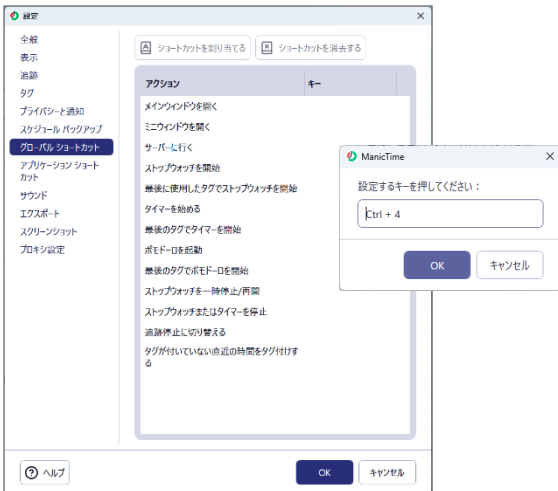 設定
全般
表示
追跡
タグ
プライバシーと通知
スケジュール バックアップ
グローバル ショートカット
アプリケーション ショート
カット
サウンド
エクスポート
スクリーンショット
プロキシ設定
ショートカットを割り当てる
ショートカットを消去する
アクション
キー
メインウィンドウを開く
ミニウィンドウを開く
サーバーに行く
ストップウォッチを開始
最後に使用したタグでストップウォッチを開始
タイマーを始める
最後のタグでタイマーを開始
ポモドーロを起動
最後のタグでポモドーロを開始
ストップウォッチを一時停止/再開
ストップウォッチまたはタイマーを停止
追跡停止に切り替える
タグが付いていない直近の時間をタグ付けす
る
ヘルプ
OK
キャンセル
ManicTime
設定するキーを押してください：
Ctrl + 4
OK
キャンセル